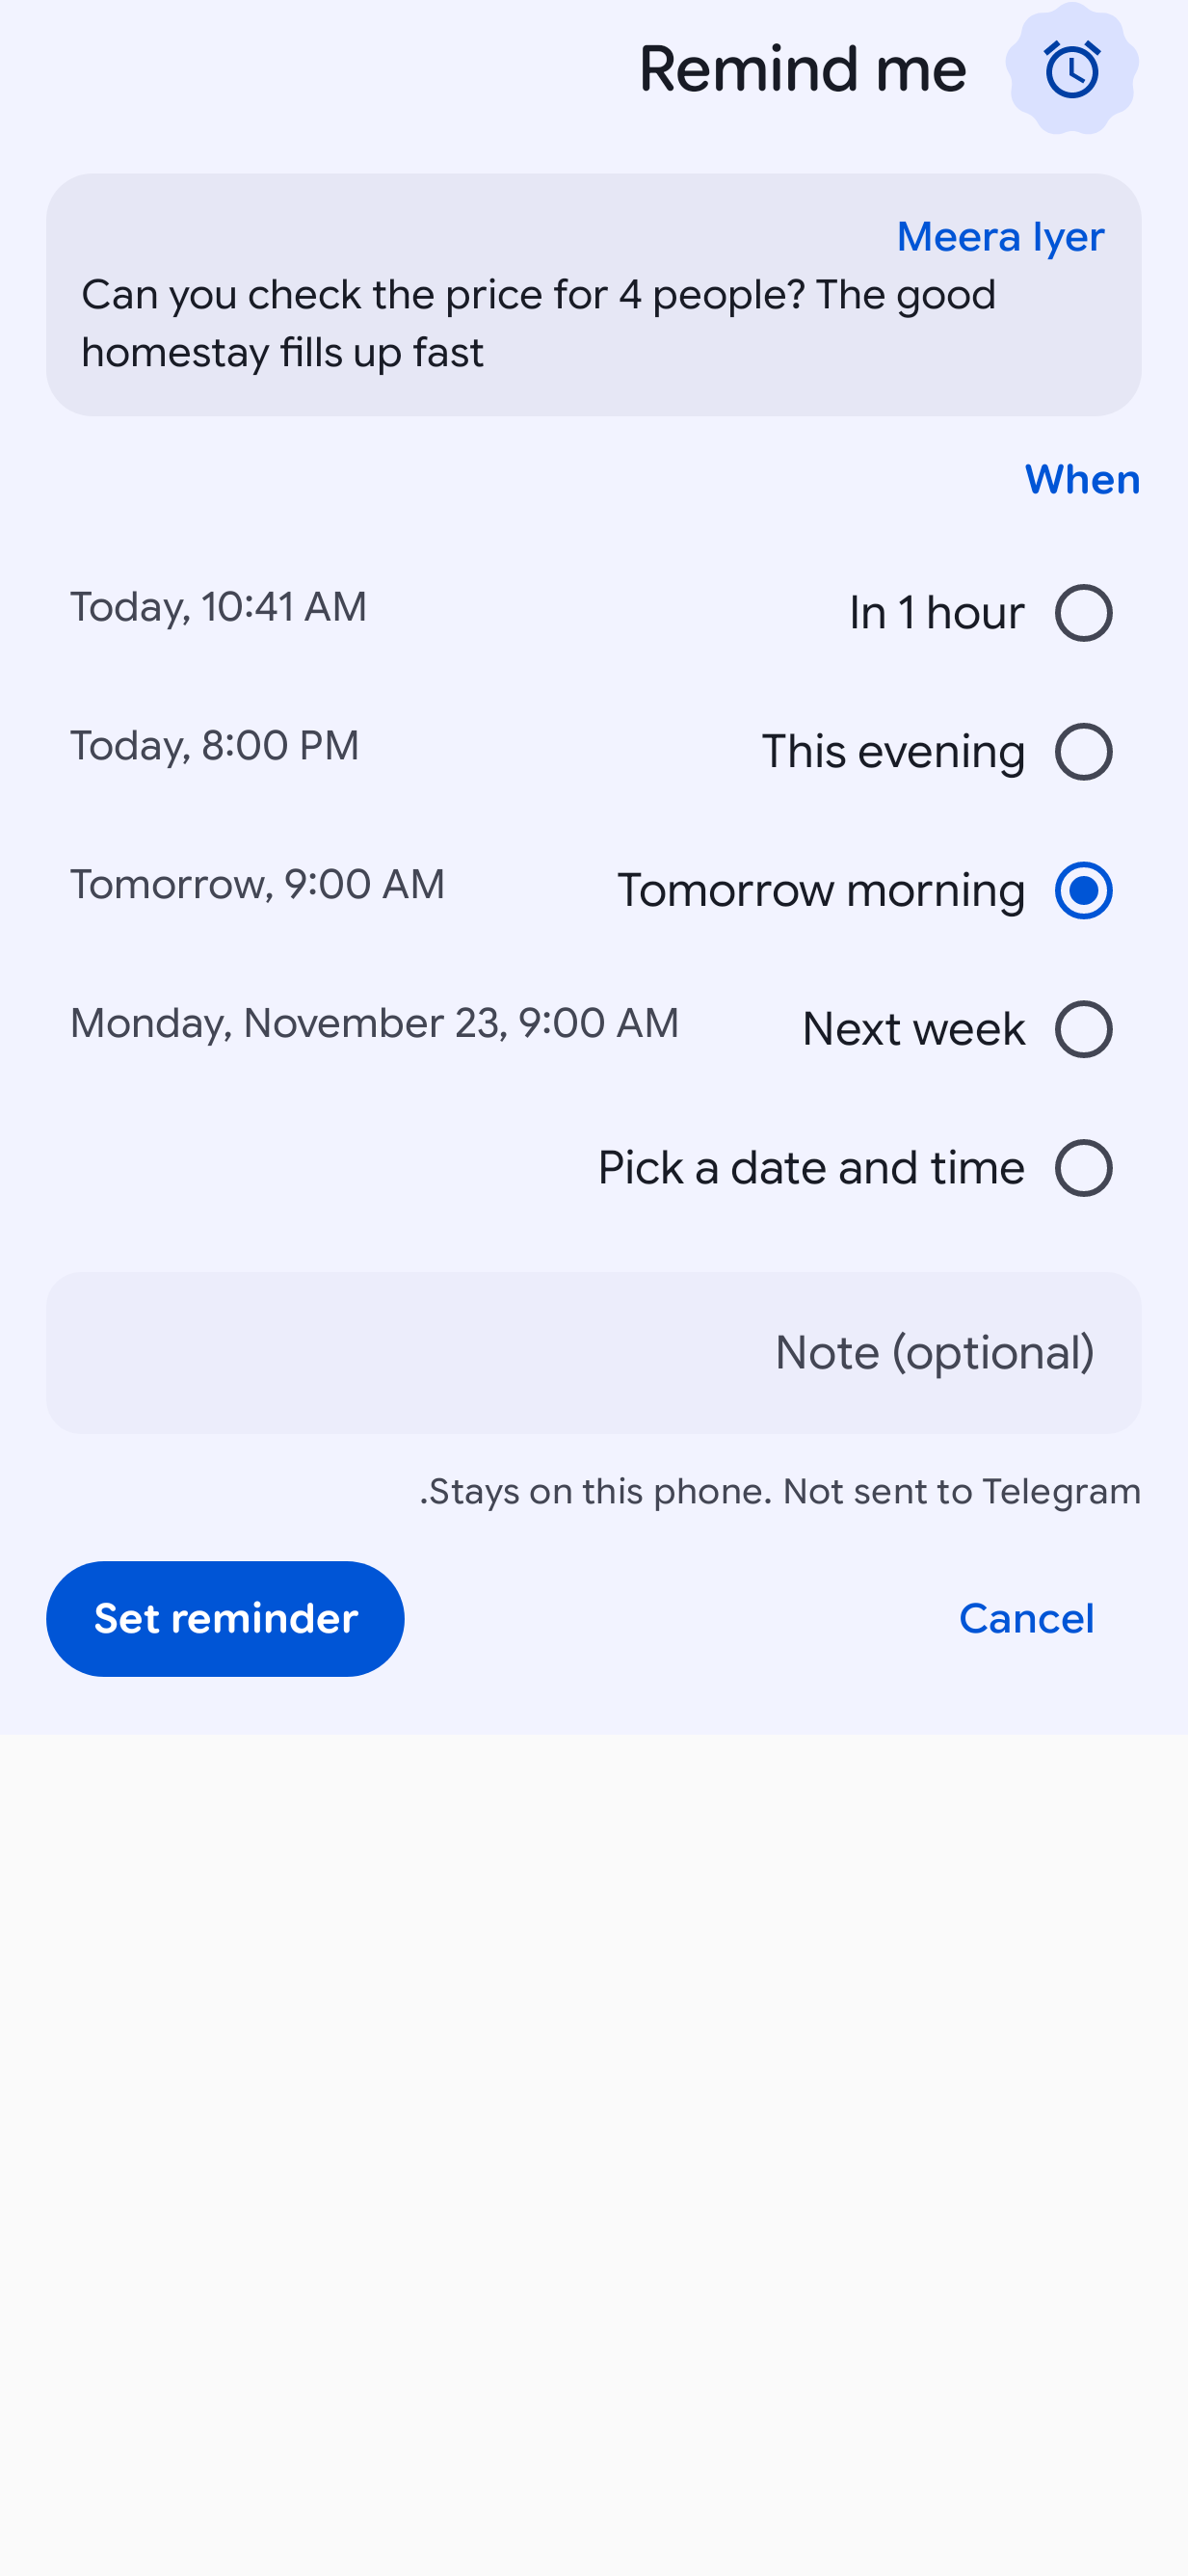 Remind me
Meera Iyer
Can you check the price for 4 people? The good
homestay fills up fast
When
In 1 hour
Today, 10:41 AM
This evening
Today, 8:00 PM
Tomorrow morning
Tomorrow, 9:00 AM
Next week
Monday, November 23, 9:00 AM
Pick a date and time
Note (optional)
.Stays on this phone. Not sent to Telegram
Cancel
Set reminder